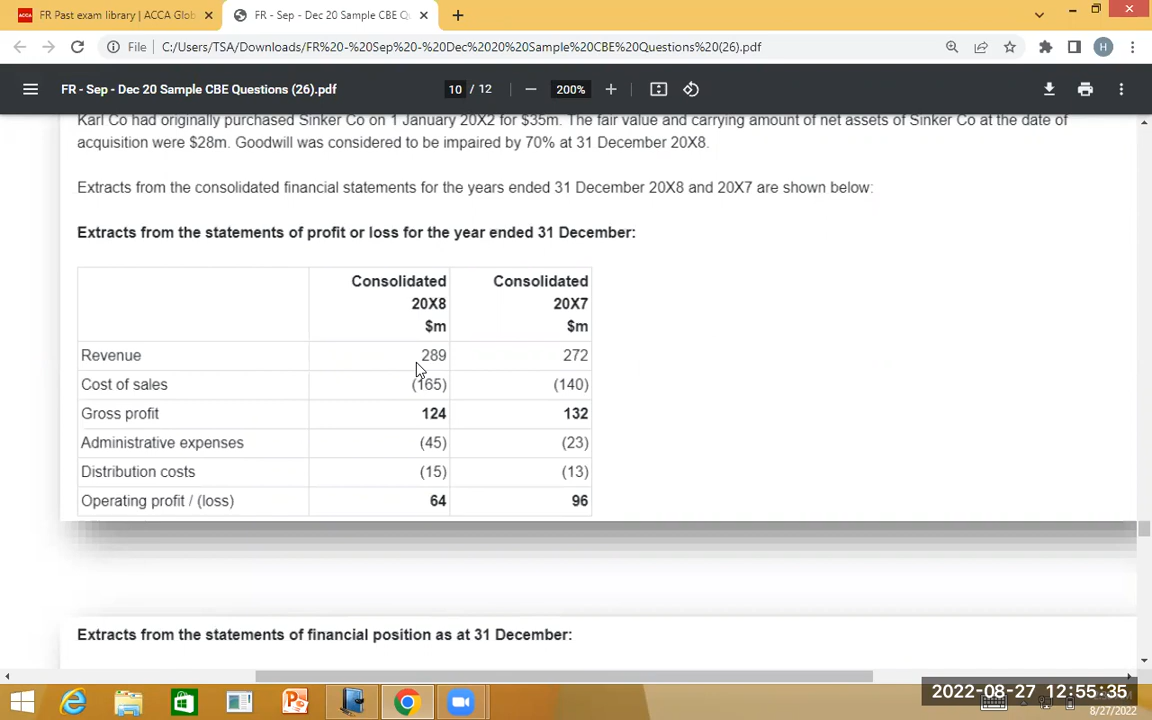 FR Past exam library | ACCA Glob
FR - Sep - Dec 20 Sample CBE Q
File
C:/Users/TSA/Downloads/FR%20-%20Sep%20-%20Dec%2020%20Sample%20CBE%20Questions%20(26).pdf
H
FR - Sep - Dec 20 Sample CBE Questions (26).pdf
10 / 12
200%
Karl Co had originally purchased Sinker Co on 1 January 20X2 for $35m. The fair value and carrying amount of net assets of Sinker Co at the date of
acquisition were $28m. Goodwill was considered to be impaired by 70% at 31 December 20X8.
Extracts from the consolidated financial statements for the years ended 31 December 20X8 and 20X7 are shown below:
Extracts from the statements of profit or loss for the year ended 31 December:
Consolidated Consolidated
20X8 20X7
$m $m
Revenue 289 272
Cost of sales (165) (140)
Gross profit 124 132
Administrative expenses (45) (23)
Distribution costs (15) (13)
Operating profit / (loss) 64 96
Extracts from the statements of financial position as at 31 December:
2022-08-27 12:55:35
8/27/2022